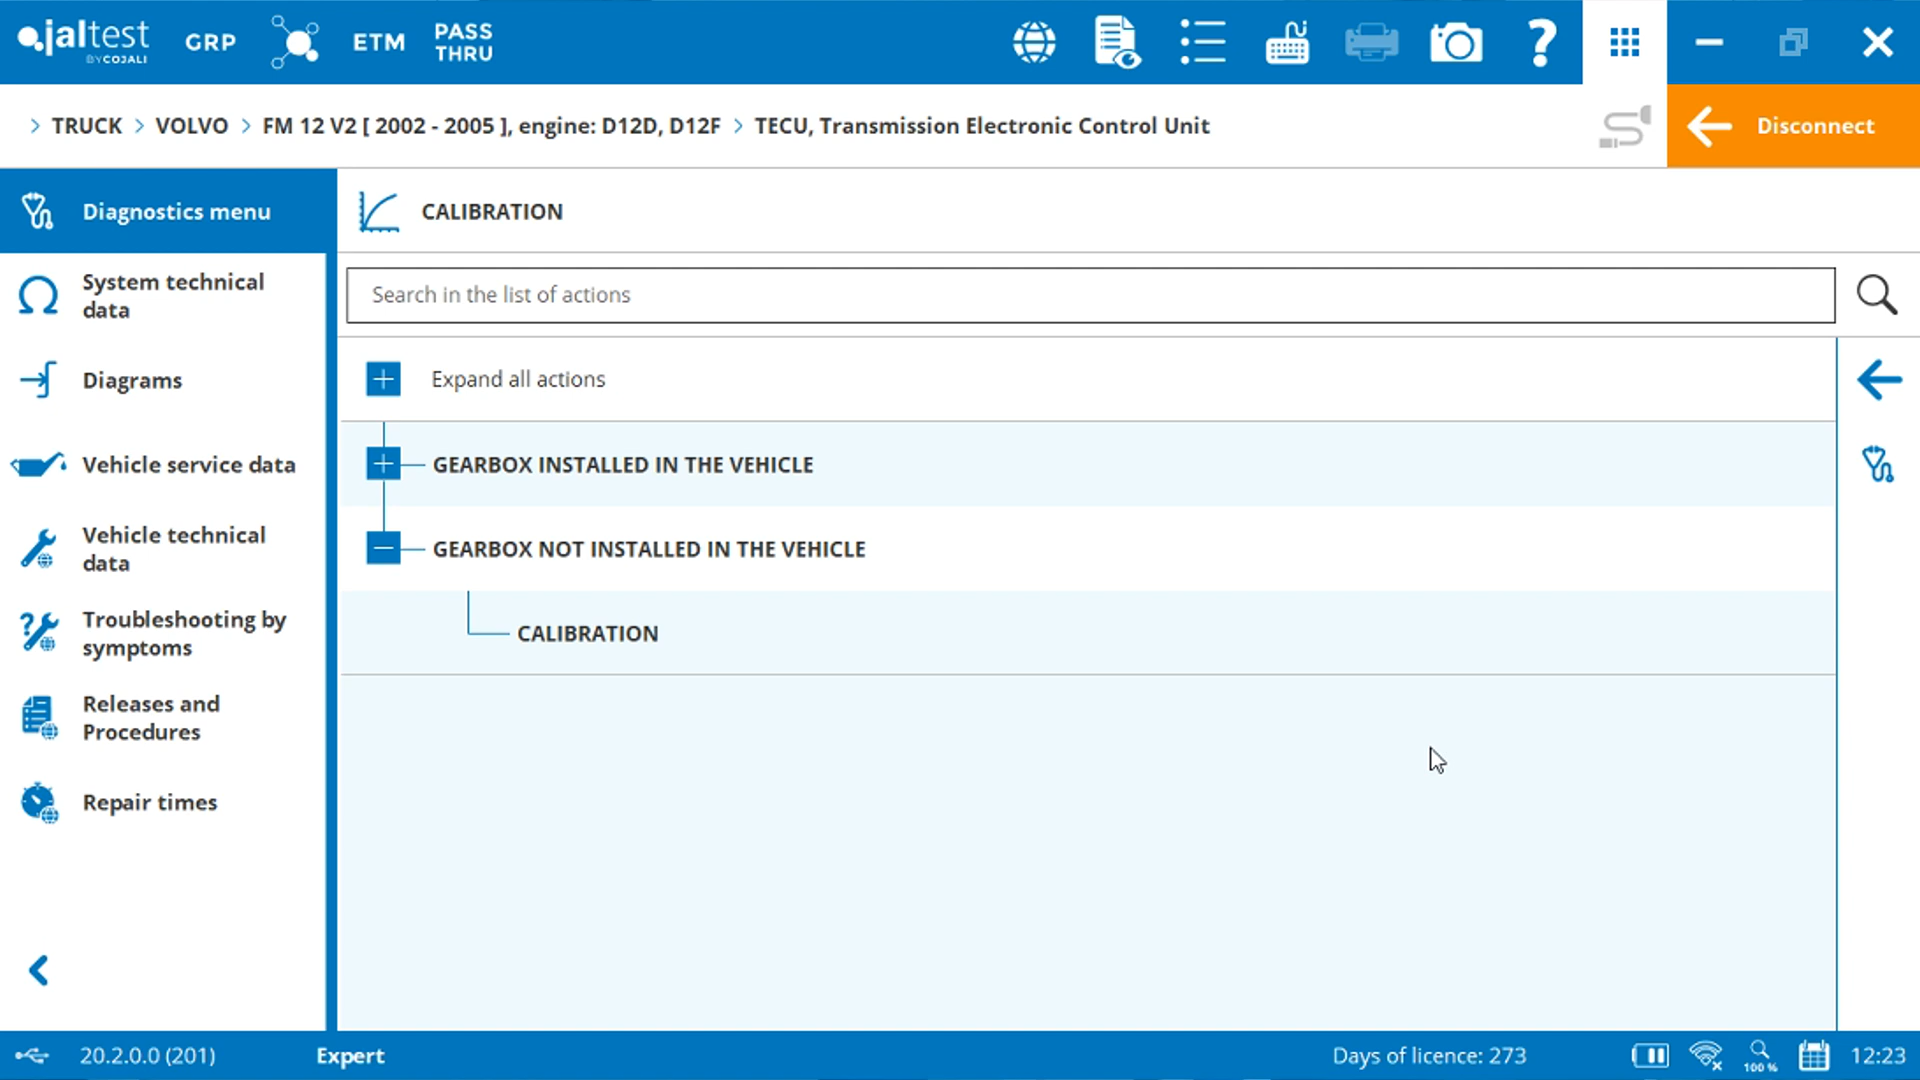 jaltest
BY COJALI
GRP
ETM
PASS
THRU
TRUCK > VOLVO > FM 12 V2 [ 2002 - 2005 ], engine: D12D, D12F > TECU, Transmission Electronic Control Unit
Disconnect
Diagnostics menu
CALIBRATION
System technical
data
Search in the list of actions
Diagrams
Expand all actions
Vehicle service data
GEARBOX INSTALLED IN THE VEHICLE
Vehicle technical
data
GEARBOX NOT INSTALLED IN THE VEHICLE
Troubleshooting by
symptoms
CALIBRATION
Releases and
Procedures
Repair times
20.2.0.0 (201)
Expert
Days of licence: 273
100 %
12:23